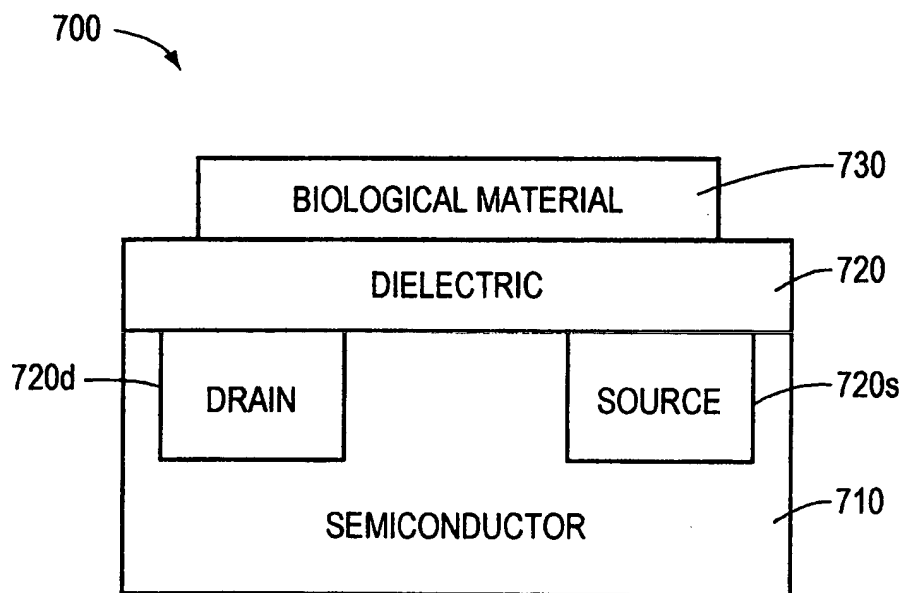 700
BIOLOGICAL MATERIAL
730
DIELECTRIC
720
720d
DRAIN
SOURCE
720s
SEMICONDUCTOR
710